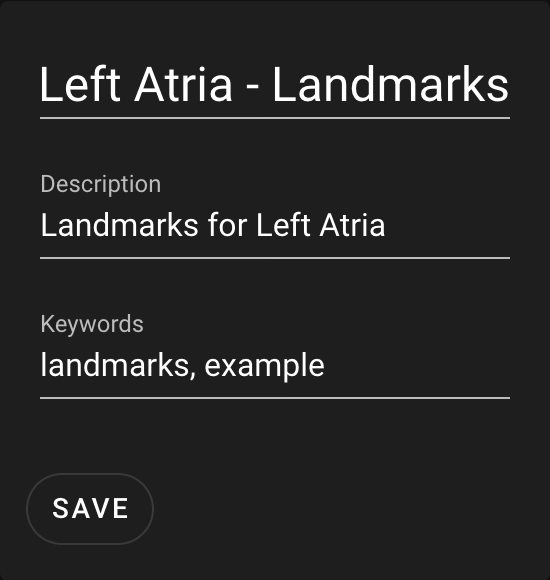 Left Atria - Landmarks
Description
Landmarks for Left Atria
Keywords
landmarks, example
SAVE